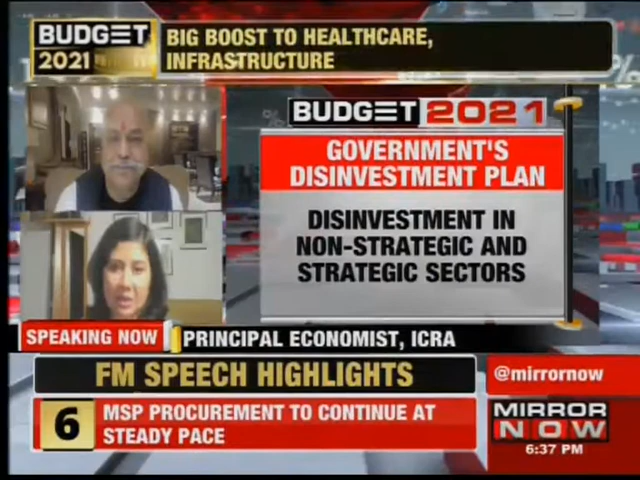 BUDGET
2021
BIG BOOST TO HEALTHCARE,
INFRASTRUCTURE
BUDGET 2021
GOVERNMENT'S
DISINVESTMENT PLAN
DISINVESTMENT IN
NON-STRATEGIC AND
STRATEGIC SECTORS
SPEAKING NOW
PRINCIPAL ECONOMIST, ICRA
FM SPEECH HIGHLIGHTS
6
MSP PROCUREMENT TO CONTINUE AT
STEADY PACE
@mirrornow
MIRROR
NOW
6:37 PM